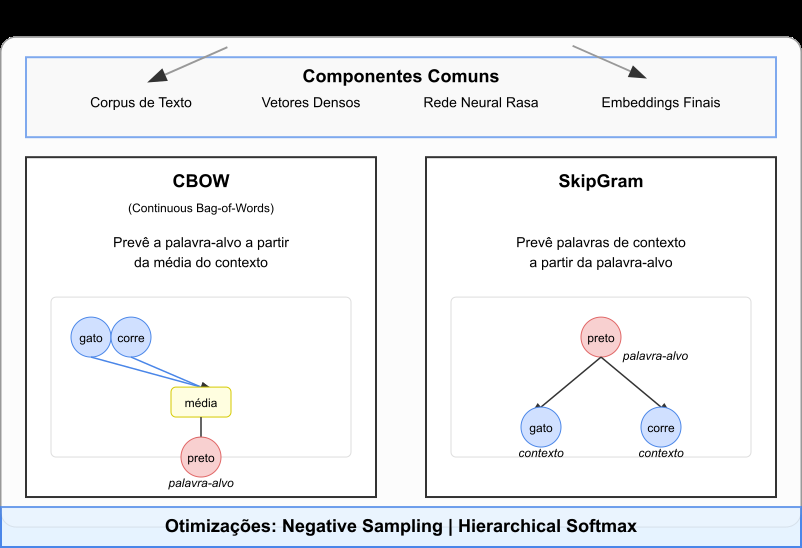 Componentes Comuns
Corpus de Texto
Vetores Densos
Rede Neural Rasa
Embeddings Finais
CBOW
(Continuous Bag-of-Words)
Prevê a palavra-alvo a partir
da média do contexto
gato
corre
média
preto
palavra-alvo
SkipGram
Prevê palavras de contexto
a partir da palavra-alvo
preto
palavra-alvo
gato
corre
contexto
contexto
Otimizações: Negative Sampling | Hierarchical Softmax